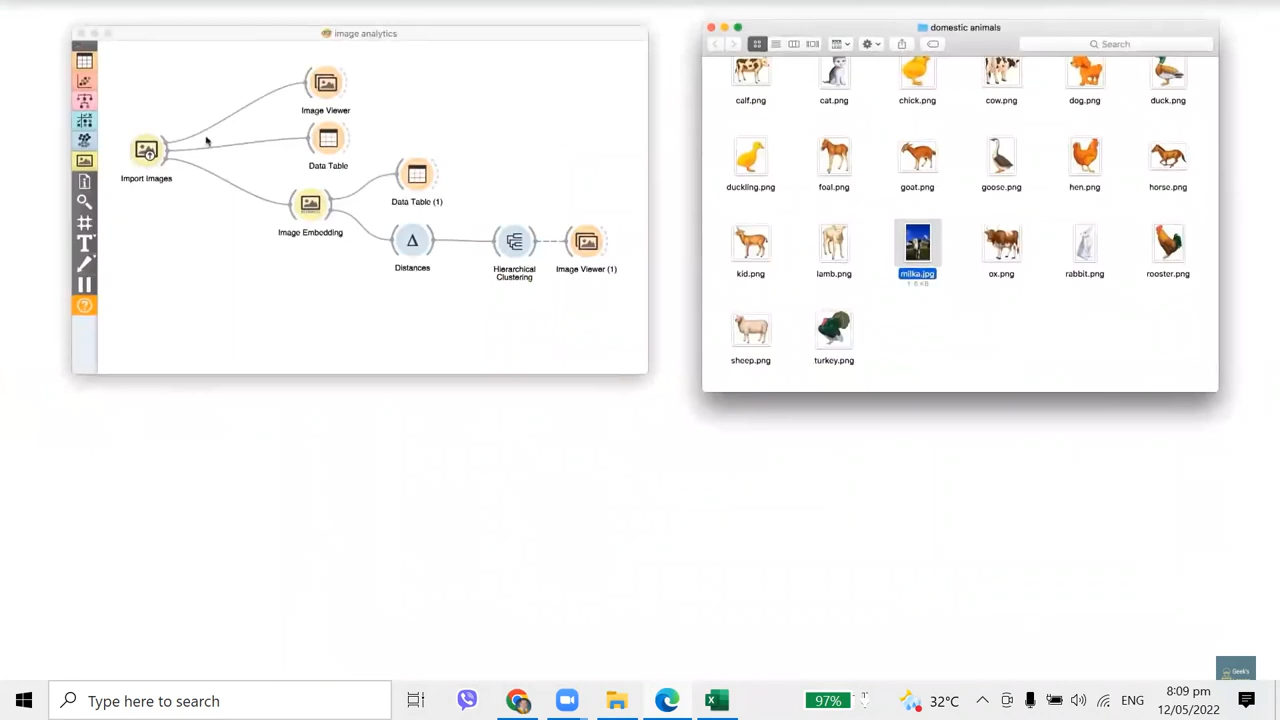 image analytics
Image Viewer
Import Images
Data Table
Data Table (1)
Image Embedding
Distances
Hierarchical
Clustering
Image Viewer (1)
domestic animals
Search
calf.png
cat.png
chick.png
cow.png
dog.png
duck.png
duckling.png
foal.png
goat.png
goose.png
hen.png
horse.png
kid.png
lamb.png
milka.jpg
ox.png
rabbit.png
rooster.png
sheep.png
turkey.png
Geek's
Type here to search
97%
32°C
ENG
8:09 pm
12/05/2022